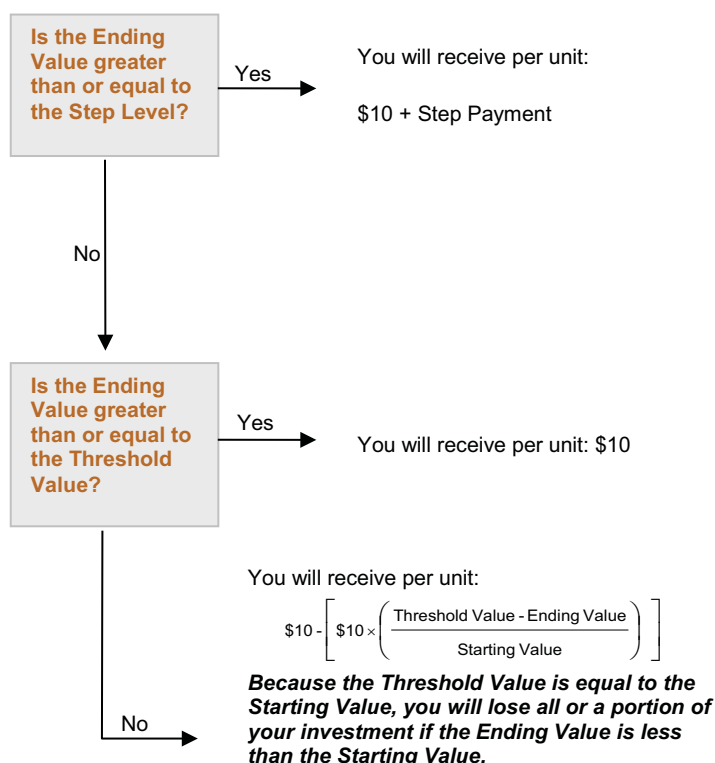 Is the Ending
Value greater
than or equal to
the Step Level?
Yes
You will receive per unit:
$10 + Step Payment
No
Is the Ending
Value greater
than or equal to
the Threshold
Value?
Yes
You will receive per unit: $10
You will receive per unit:
$10 - [ $10 × ( Threshold Value - Ending Value / Starting Value ) ]
Because the Threshold Value is equal to the
Starting Value, you will lose all or a portion of
your investment if the Ending Value is less
than the Starting Value.
No